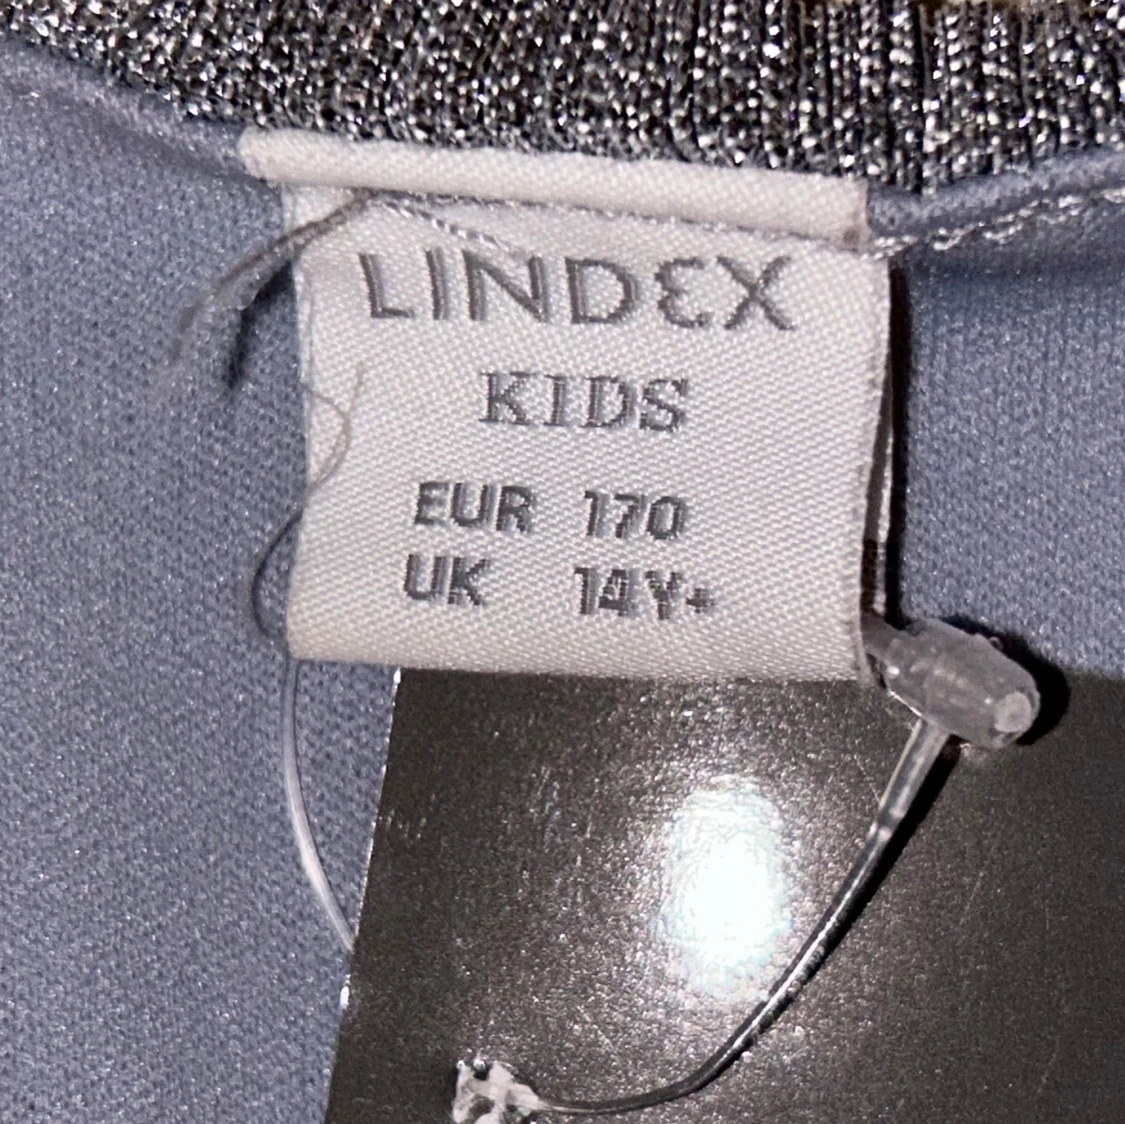 LINDEX
KIDS
EUR 170
UK 14Y+